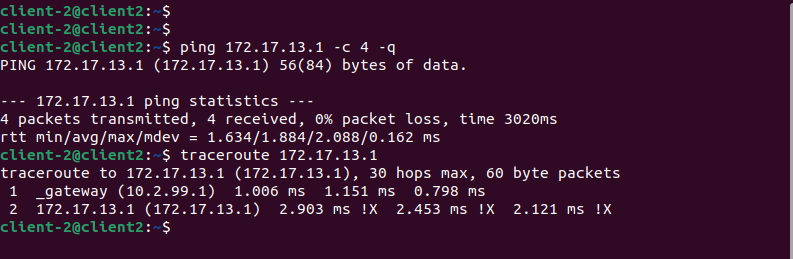 client-2@client2:~$
client-2@client2:~$
client-2@client2:~$ ping 172.17.13.1 -c 4 -q
PING 172.17.13.1 (172.17.13.1) 56(84) bytes of data.
--- 172.17.13.1 ping statistics ---
4 packets transmitted, 4 received, 0% packet loss, time 3020ms
rtt min/avg/max/mdev = 1.634/1.884/2.088/0.162 ms
client-2@client2:~$ traceroute 172.17.13.1
traceroute to 172.17.13.1 (172.17.13.1), 30 hops max, 60 byte packets
 1  _gateway (10.2.99.1)  1.006 ms  1.151 ms  0.798 ms
 2  172.17.13.1 (172.17.13.1)  2.903 ms !X  2.453 ms !X  2.121 ms !X
client-2@client2:~$